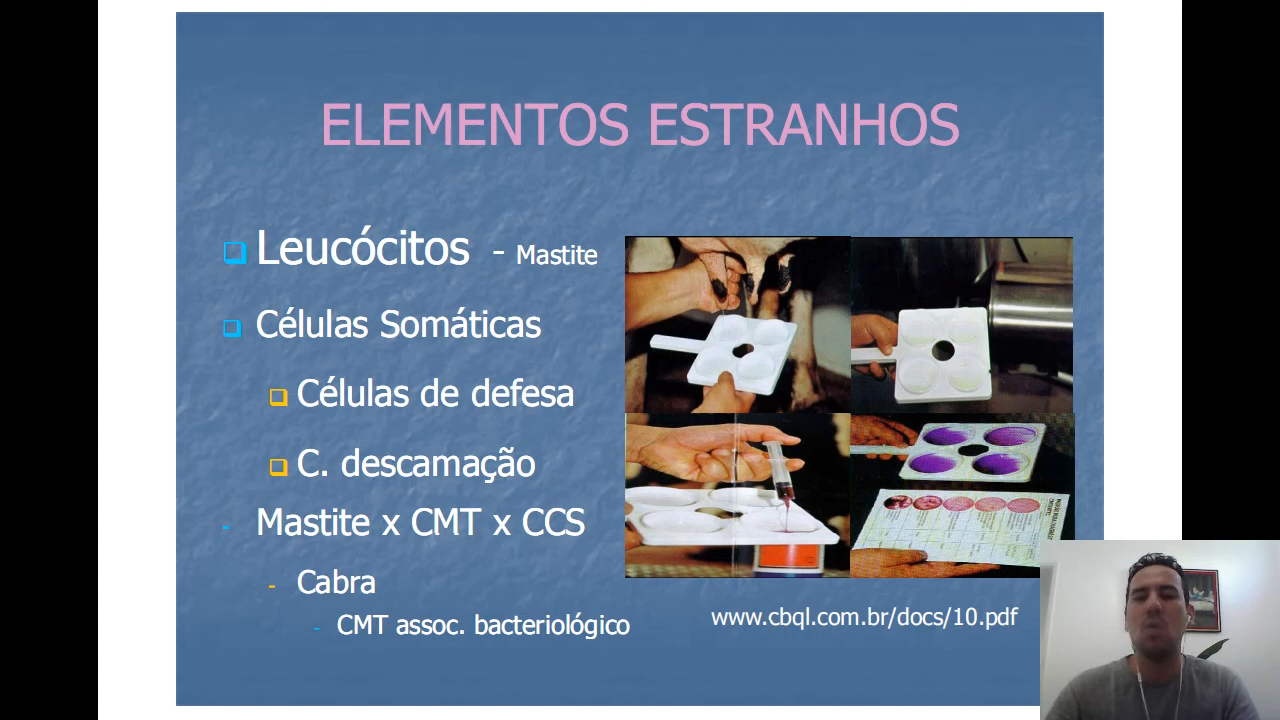 ELEMENTOS ESTRANHOS
Leucócitos - Mastite
Células Somáticas
Células de defesa
C. descamação
- Mastite x CMT x CCS
- Cabra
- CMT assoc. bacteriológico
www.cbql.com.br/docs/10.pdf